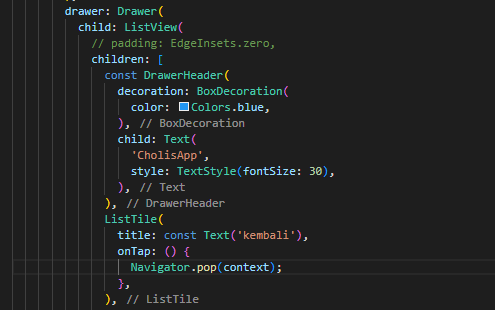 drawer: Drawer(
child: ListView(
// padding: EdgeInsets.zero,
children: [
const DrawerHeader(
decoration: BoxDecoration(
color: Colors.blue,
), // BoxDecoration
child: Text(
'CholisApp',
style: TextStyle(fontSize: 30),
), // Text
), // DrawerHeader
ListTile(
title: const Text('kembali'),
onTap: () {
Navigator.pop(context);
},
), // ListTile